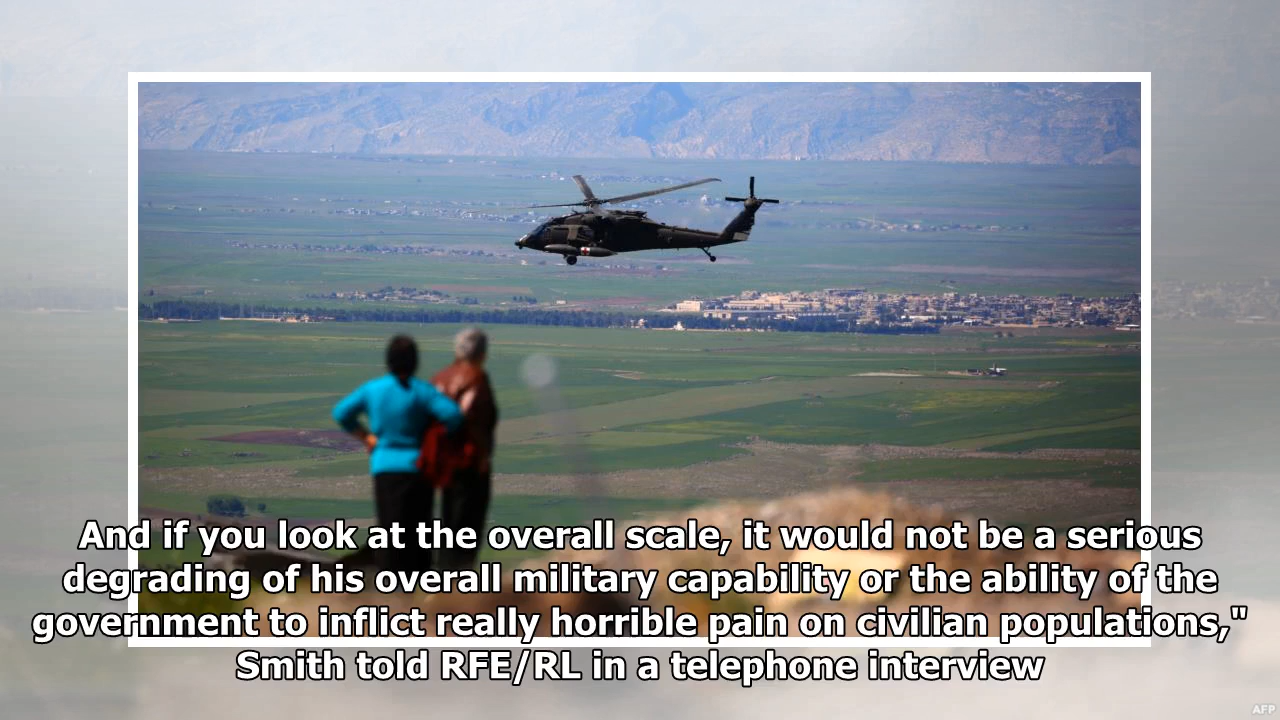 And if you look at the overall scale, it would not be a serious
degrading of his overall military capability or the ability of the
government to inflict really horrible pain on civilian populations,"
Smith told RFE/RL in a telephone interview
AFP